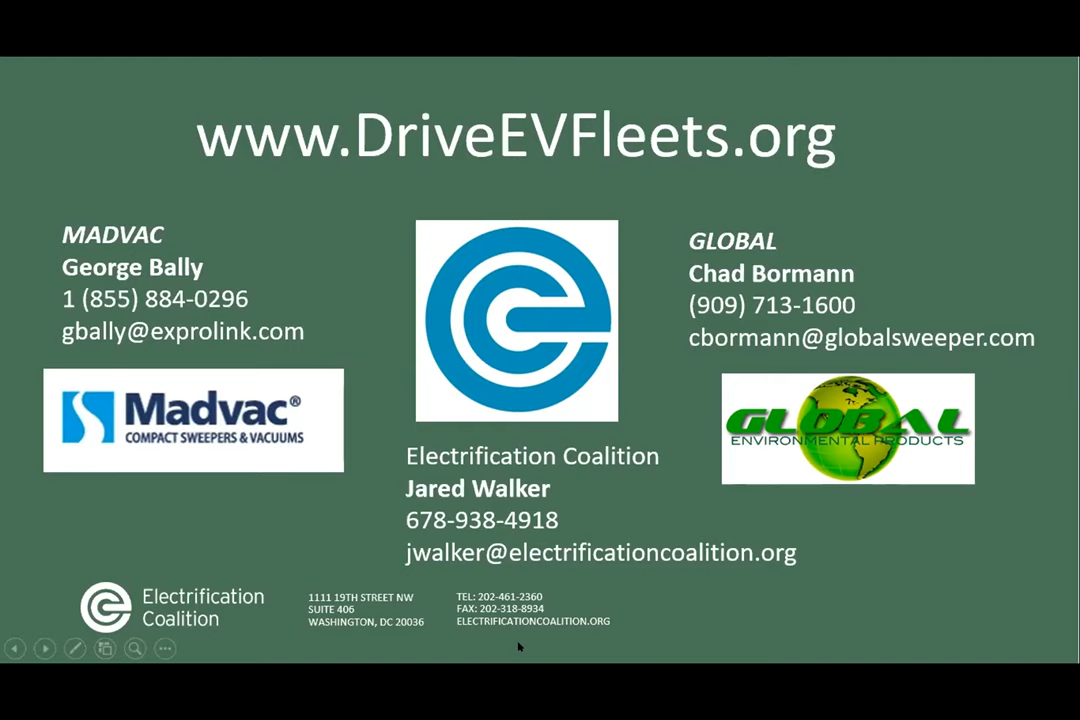 www.DriveEVFleets.org
MADVAC
George Bally
1 (855) 884-0296
gbally@exprolink.com
Madvac®
COMPACT SWEEPERS & VACUUMS
Electrification Coalition
Jared Walker
678-938-4918
jwalker@electrificationcoalition.org
GLOBAL
Chad Bormann
(909) 713-1600
cbormann@globalsweeper.com
GLOBAL
ENVIRONMENTAL PRODUCTS
Electrification
Coalition
1111 19TH STREET NW
SUITE 406
WASHINGTON, DC 20036
TEL: 202-461-2360
FAX: 202-318-8934
ELECTRIFICATIONCOALITION.ORG